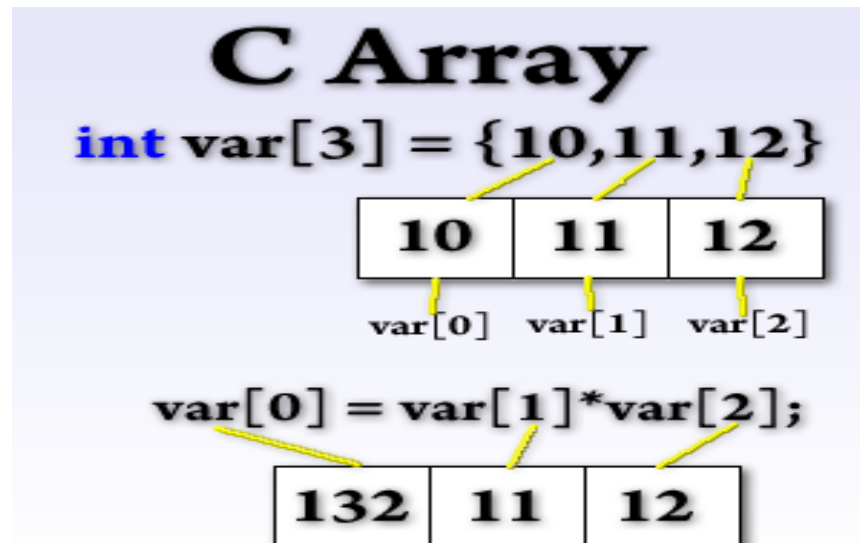 C Array
int var[3] = {10,11,12}
10 11 12
var[0] var[1] var[2]
var[0] = var[1]*var[2];
132 11 12